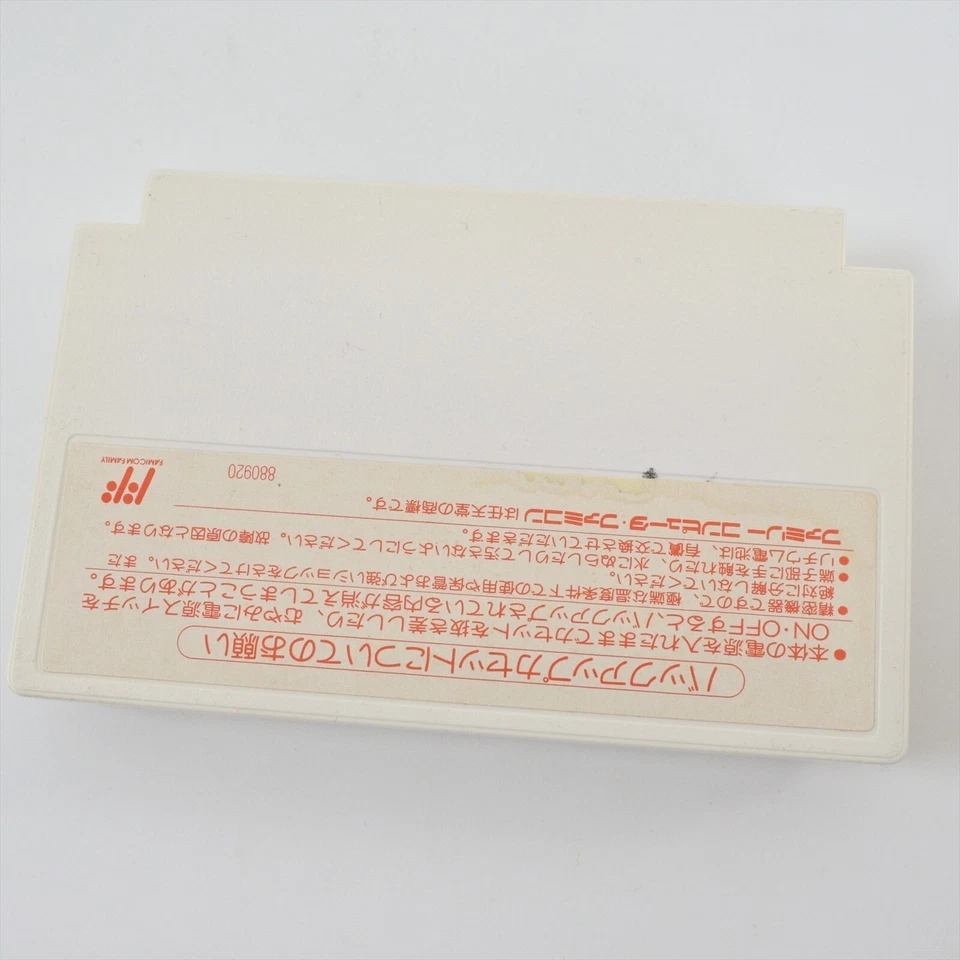 バックアップカセットについてのお願い
●本体の電源を入れたままでカセットを抜き差ししたり、むやみに電源スイッチを
ON・OFFすると、バックアップされている内容が消えてしまうことがあります。
●精密機器ですので、極端な温度条件下での使用や保管および強いショックをさけてください。また
絶対に分解しないでください。
●端子部に手を触れたり、水にぬらしたりして汚さないようにしてください。故障の原因となります。
●リチウム電池は、有償で交換させていただきます。
ファミリー コンピュータ・ファミコン は任天堂の商標です。
880920
FAMICOM FAMILY